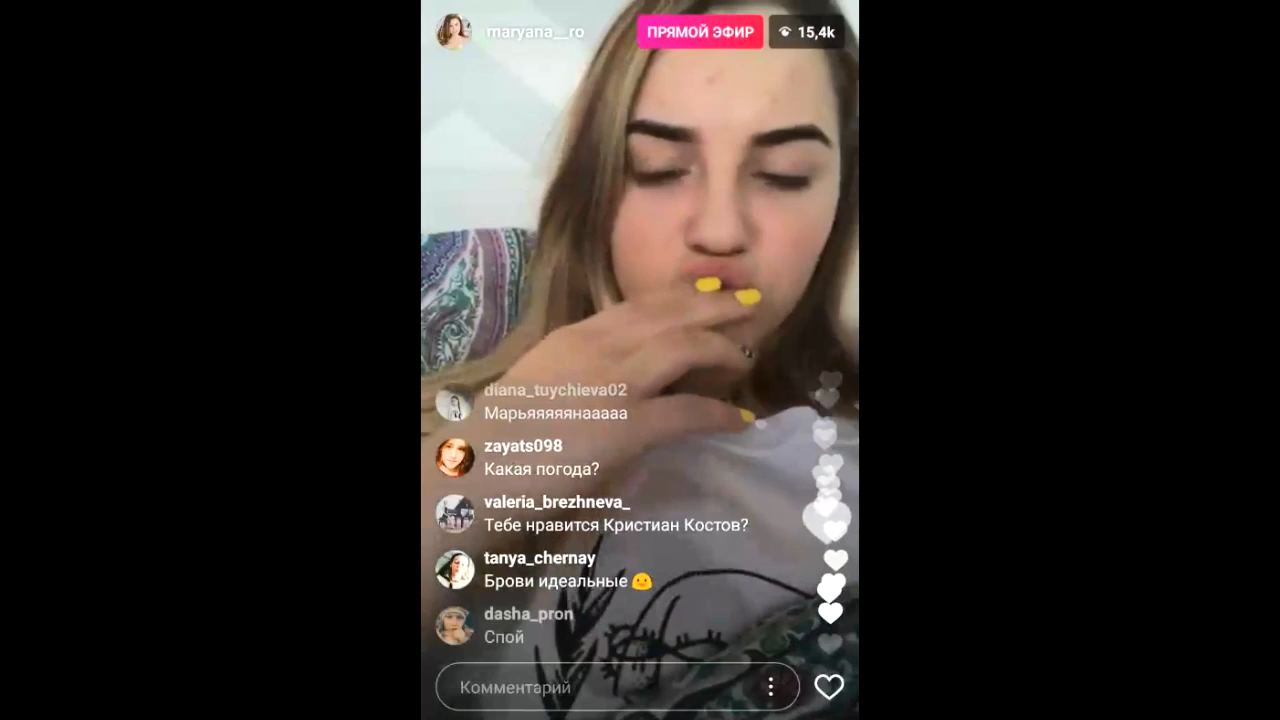 maryana__ro
ПРЯМОЙ ЭФИР
15,4k
diana_tuychieva02
Марьяяяяянааааа
zayats098
Какая погода?
valeria_brezhneva_
Тебе нравится Кристиан Костов?
tanya_chernay
Брови идеальные
dasha_pron
Спой
Комментарий